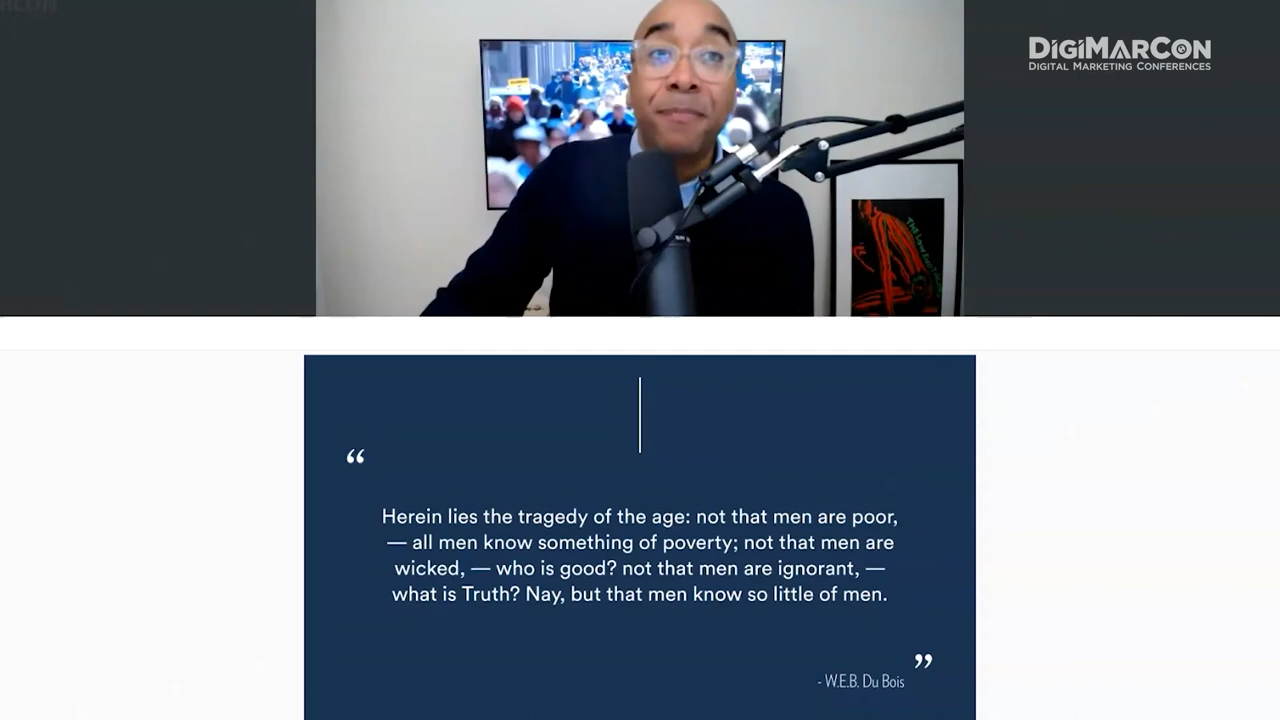 DIGIMARCON
DIGITAL MARKETING CONFERENCES
“
Herein lies the tragedy of the age: not that men are poor,
— all men know something of poverty; not that men are
wicked, — who is good? not that men are ignorant, —
what is Truth? Nay, but that men know so little of men.
”
- W.E.B. Du Bois